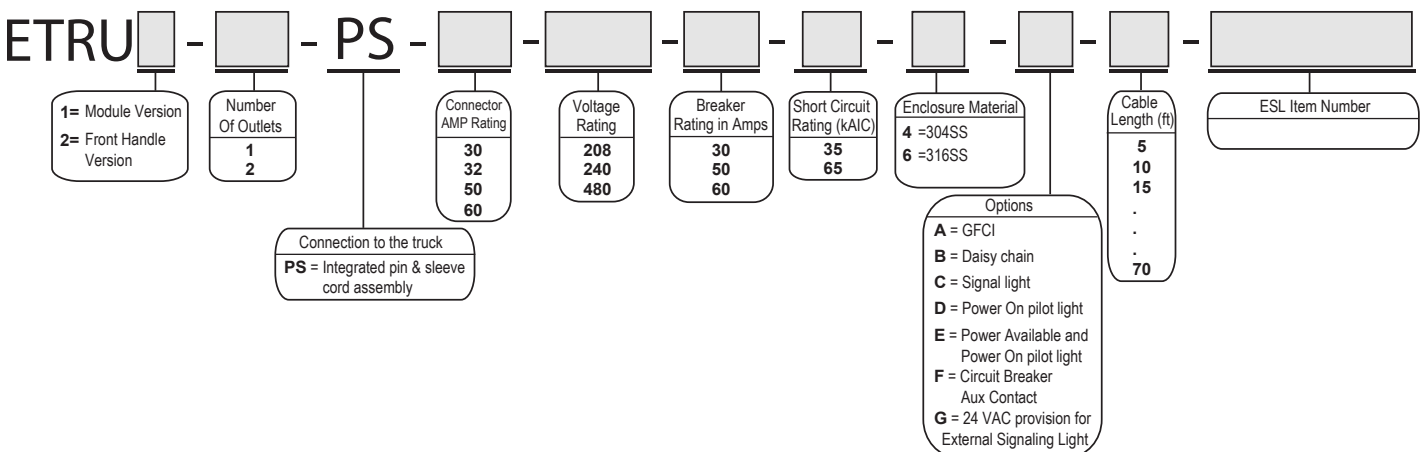 ETRU - - PS - - - - - - - -
1= Module Version
2= Front Handle
Version
Number
Of Outlets
1
2
Connection to the truck
PS = Integrated pin & sleeve
cord assembly
Connector
AMP Rating
30
32
50
60
Voltage
Rating
208
240
480
Breaker
Rating in Amps
30
50
60
Short Circuit
Rating (kAIC)
35
65
Enclosure Material
4 =304SS
6 =316SS
Options
A = GFCI
B = Daisy chain
C = Signal light
D = Power On pilot light
E = Power Available and
Power On pilot light
F = Circuit Breaker
Aux Contact
G = 24 VAC provision for
External Signaling Light
Cable
Length (ft)
5
10
15
.
.
.
70
ESL Item Number